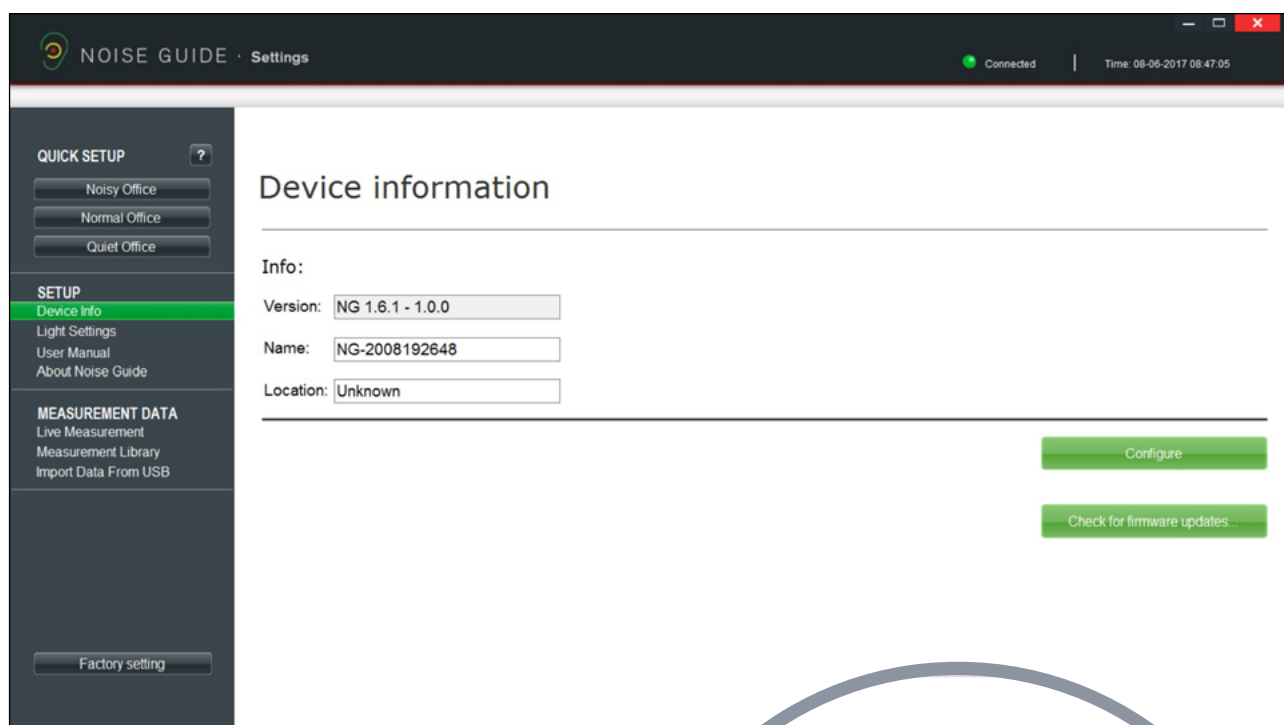 NOISE GUIDE · Settings
Connected | Time: 08-06-2017 08:47:05
QUICK SETUP ?
Noisy Office
Normal Office
Quiet Office
SETUP
Device Info
Light Settings
User Manual
About Noise Guide
MEASUREMENT DATA
Live Measurement
Measurement Library
Import Data From USB
Factory setting
Device information
Info:
Version: NG 1.6.1 - 1.0.0
Name: NG-2008192648
Location: Unknown
Configure
Check for firmware updates...